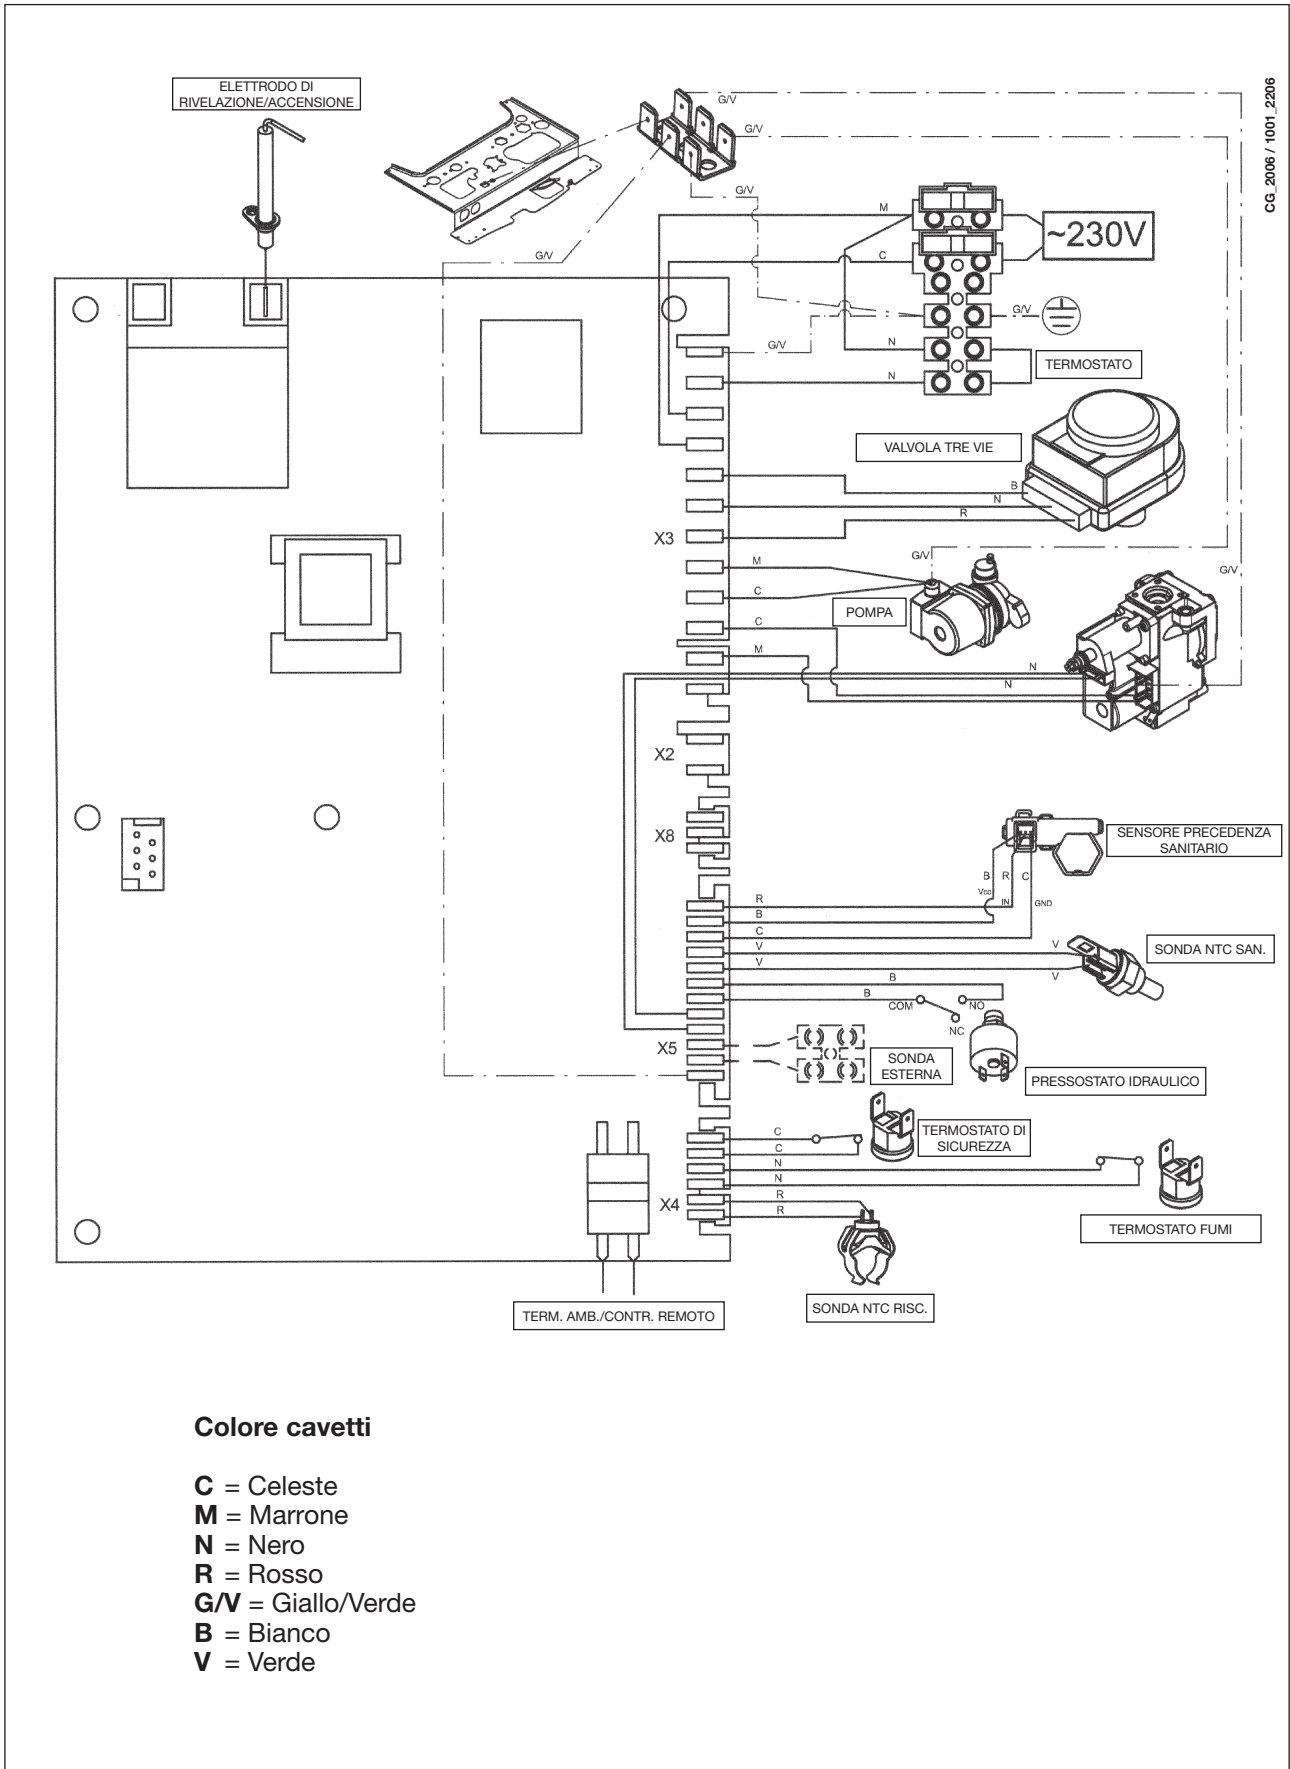 ELETTRODO DI
RIVELAZIONE/ACCENSIONE
CG_2006 / 1001_2206
G/V
G/V
G/V
M
~230V
G/V
C
G/V
G/V
N
TERMOSTATO
N
VALVOLA TRE VIE
B
N
R
X3
G/V
M
G/V
C
POMPA
C
M
N
N
X2
X8
SENSORE PRECEDENZA
SANITARIO
B
R
C
Vcc
IN
GND
R
B
C
V
V
SONDA NTC SAN.
V
V
B
B
COM
NO
NC
X5
SONDA
ESTERNA
PRESSOSTATO IDRAULICO
C
TERMOSTATO DI
SICUREZZA
C
N
N
R
X4
R
TERMOSTATO FUMI
SONDA NTC RISC.
TERM. AMB./CONTR. REMOTO
Colore cavetti
C = Celeste
M = Marrone
N = Nero
R = Rosso
G/V = Giallo/Verde
B = Bianco
V = Verde